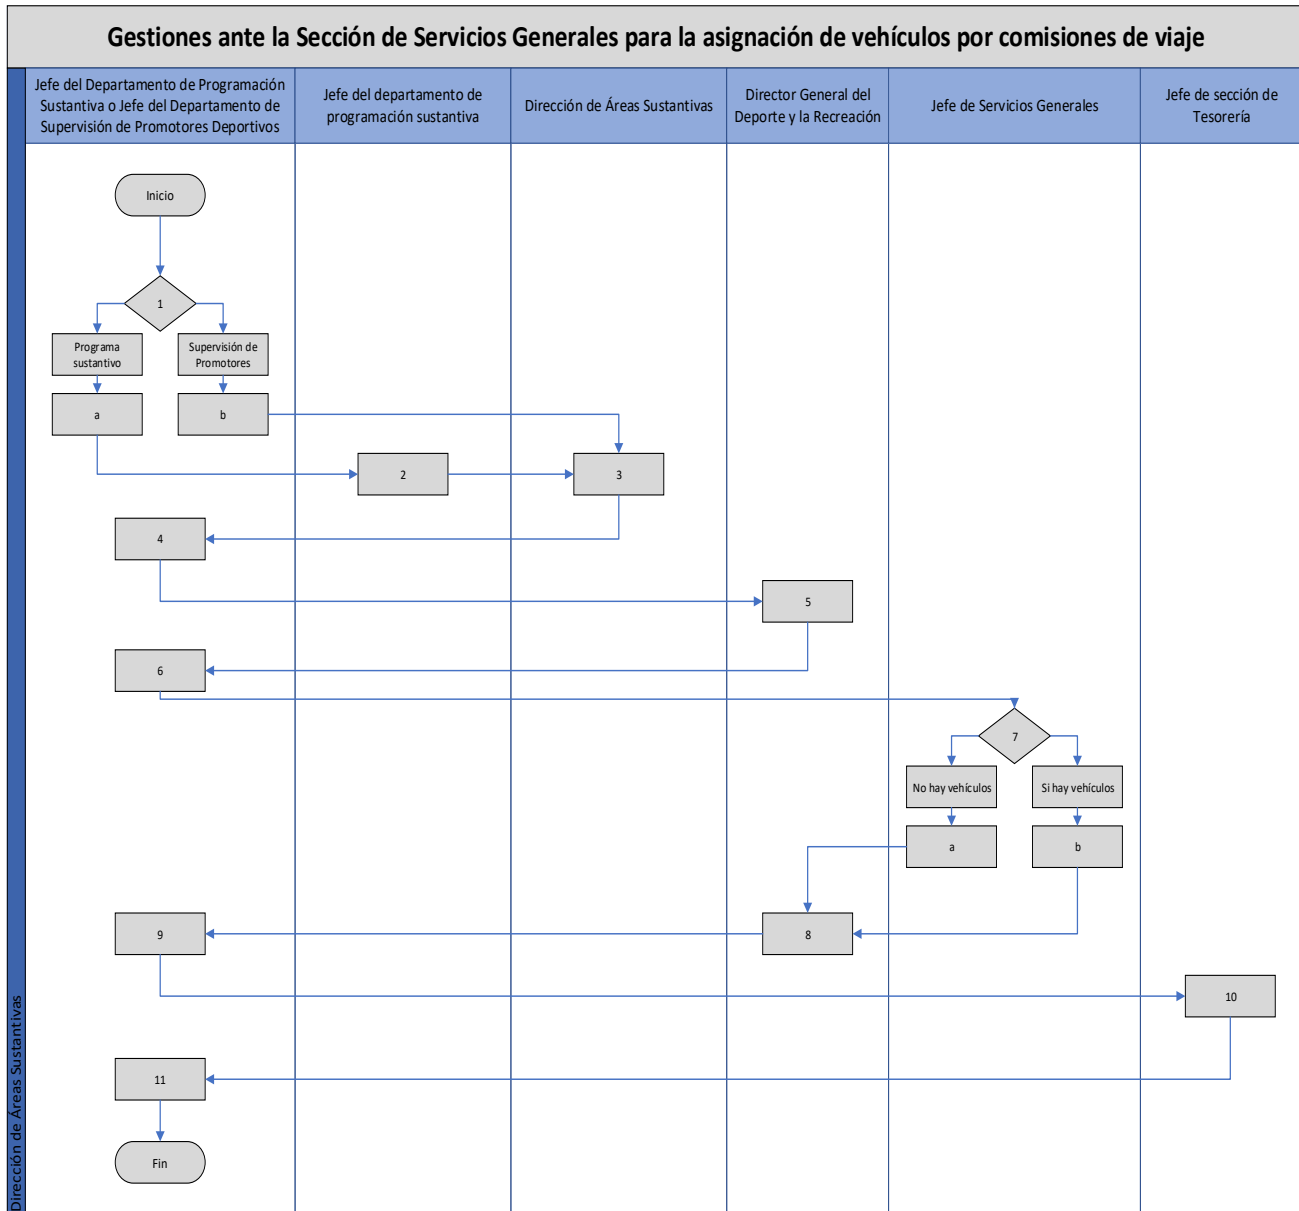 Gestiones ante la Sección de Servicios Generales para la asignación de vehículos por comisiones de viaje
Jefe del Departamento de Programación
Sustantiva o Jefe del Departamento de
Supervisión de Promotores Deportivos
Jefe del departamento de
programación sustantiva
Dirección de Áreas Sustantivas
Director General del
Deporte y la Recreación
Jefe de Servicios Generales
Jefe de sección de
Tesorería
Inicio
1
Programa
sustantivo
Supervisión de
Promotores
a
b
2
3
4
5
6
7
No hay vehículos
Si hay vehículos
a
b
9
8
10
11
Fin
Dirección de Áreas Sustantivas